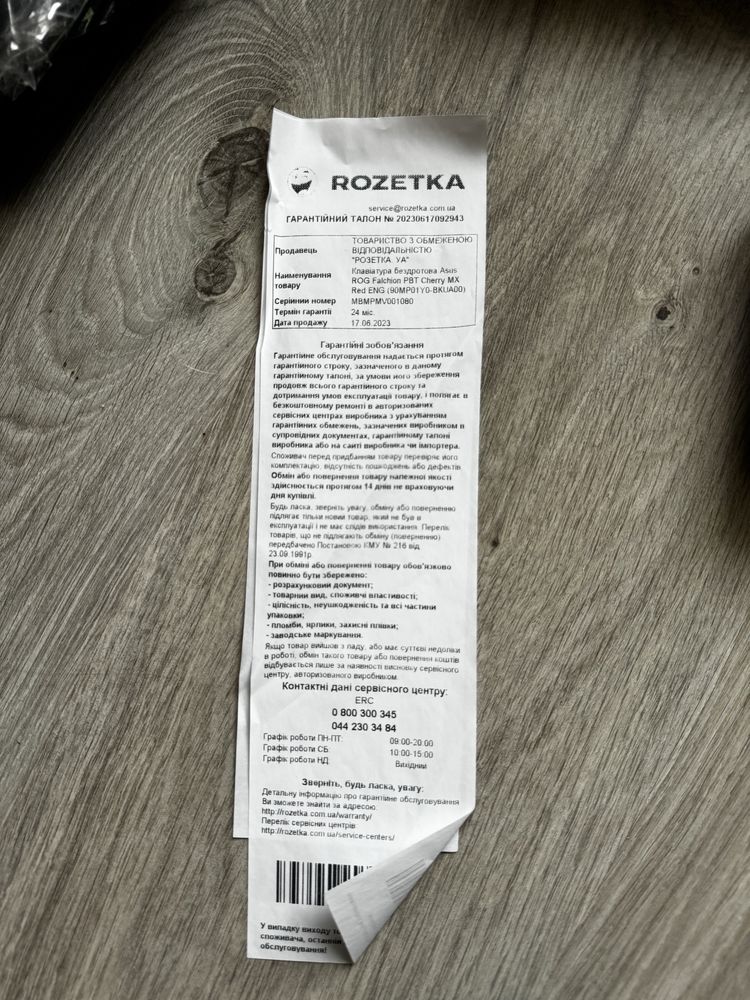 ROZETKA
service@rozetka.com.ua
ГАРАНТІЙНИЙ ТАЛОН № 20230617092943
Продавець
ТОВАРИСТВО З ОБМЕЖЕНОЮ
ВІДПОВІДАЛЬНІСТЮ
"РОЗЕТКА. УА"
Найменування
товару
Клавіатура бездротова Asus
ROG Falchion PBT Cherry MX
Red ENG (90MP01Y0-BKUA00)
Серійний номер MBMPMV001080
Термін гарантії 24 міс.
Дата продажу 17.06.2023
Гарантійні зобов'язання
Гарантійне обслуговування надається протягом
гарантійного строку, зазначеного в даному
гарантійному талоні, за умови його збереження
продовж всього гарантійного строку та
дотримання умов експлуатації товару, і полягає в
безкоштовному ремонті в авторизованих
сервісних центрах виробника з урахуванням
гарантійних обмежень, зазначених виробником в
супровідних документах, гарантійному талоні
виробника або на сайті виробника чи імпортера.
Споживач перед придбанням товару перевіряє його
комплектацію, відсутність пошкоджень або дефектів
Обмін або повернення товару належної якості
здійснюється протягом 14 днів не враховуючи
дня купівлі.
Будь ласка, зверніть увагу, обміну або поверненню
підлягає тільки новий товар, який не був в
експлуатації і не має слідів використання. Перелік
товарів, що не підлягають обміну (поверненню)
передбачено Постановою КМУ № 216 від
23.09.1991р.
При обміні або поверненні товару обов'язково
повинно бути збережено:
- розрахунковий документ;
- товарний вид, споживчі властивості;
- цілісність, неушкодженість та всі частини
упаковки;
- пломби, ярлики, захисні плівки;
- заводське маркування.
Якщо товар вийшов з ладу, або має суттєві недоліки
в роботі, обмін такого товару або повернення коштів
відбувається лише за наявності висновку сервісного
центру, авторизованого виробником.
Контактні дані сервісного центру:
ERC
0 800 300 345
044 230 34 84
Графік роботи ПН-ПТ: 09:00-20:00
Графік роботи СБ: 10:00-15:00
Графік роботи НД: Вихідний
Зверніть, будь ласка, увагу:
Детальну інформацію про гарантійне обслуговування
Ви зможете знайти за адресою:
http://rozetka.com.ua/warranty/
Перелік сервісних центрів:
http://rozetka.com.ua/service-centers/
У випадку виходу
споживача, останній
обслуговування!